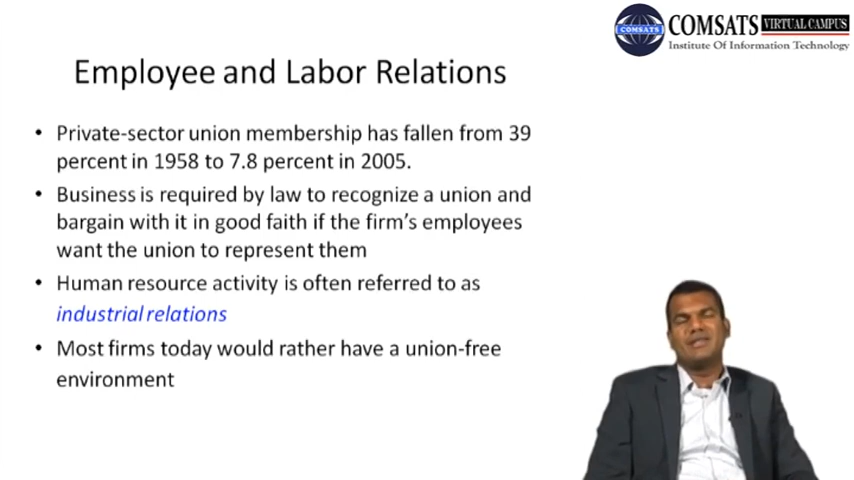 COMSATS
COMSATS VIRTUAL CAMPUS
Institute Of Information Technology
Employee and Labor Relations
• Private-sector union membership has fallen from 39
percent in 1958 to 7.8 percent in 2005.
• Business is required by law to recognize a union and
bargain with it in good faith if the firm's employees
want the union to represent them
• Human resource activity is often referred to as
industrial relations
• Most firms today would rather have a union-free
environment